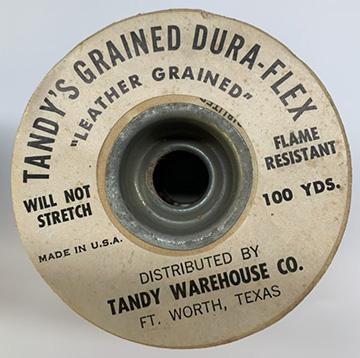 TANDY'S GRAINED DURA-FLEX
"LEATHER GRAINED"
FLAME
RESISTANT
WILL NOT
STRETCH
100 YDS.
MADE IN U.S.A.
DISTRIBUTED BY
TANDY WAREHOUSE CO.
FT. WORTH, TEXAS